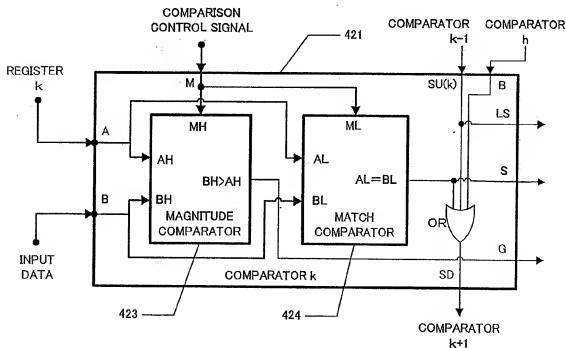 COMPARISON
CONTROL SIGNAL
COMPARATOR
k−1
COMPARATOR
h
421
REGISTER
k
M
SU(k)
B
LS
A
MH
ML
AH
AL
BH>AH
AL=BL
S
BH
BL
B
MAGNITUDE
COMPARATOR
MATCH
COMPARATOR
OR
G
INPUT
DATA
COMPARATOR k
SD
423
424
COMPARATOR
k+1